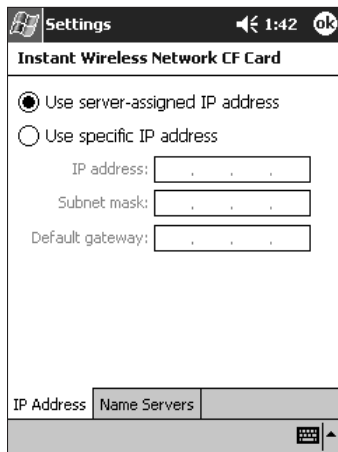 Settings 1:42 ok
Instant Wireless Network CF Card
Use server-assigned IP address
Use specific IP address
IP address: . . .
Subnet mask: . . .
Default gateway: . . .
IP Address Name Servers